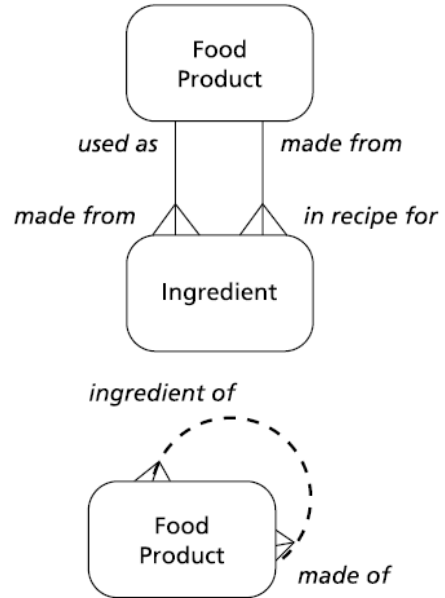 Food
Product
used as
made from
made from
in recipe for
Ingredient
ingredient of
Food
Product
made of